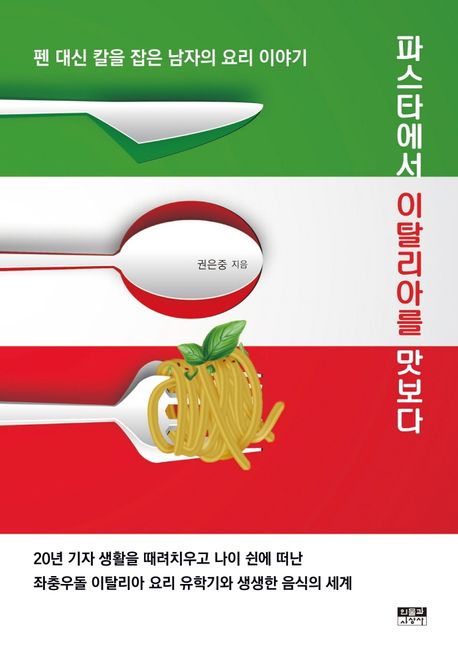 펜 대신 칼을 잡은 남자의 요리 이야기
파스타에서 이탈리아를 맛보다
권은중 지음
20년 기자 생활을 때려치우고 나이 쉰에 떠난
좌충우돌 이탈리아 요리 유학기와 생생한 음식의 세계
인물과
사상사